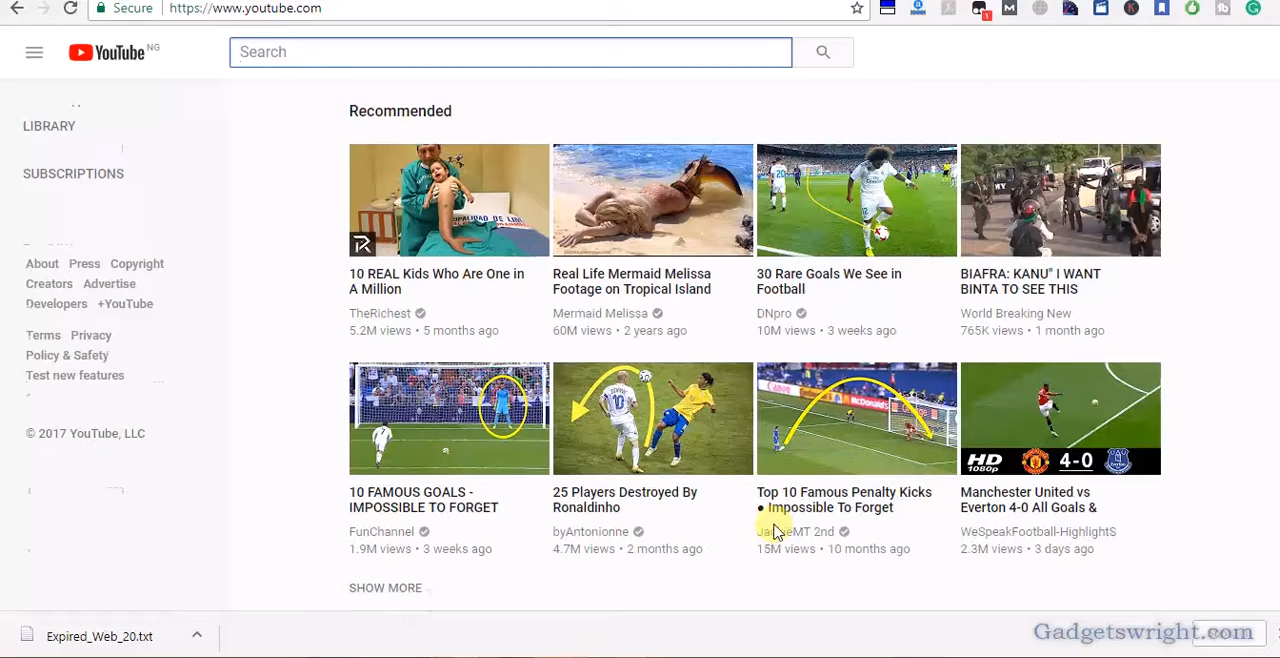 Secure
https://www.youtube.com
1
YouTube NG
Search
LIBRARY
SUBSCRIPTIONS
About Press Copyright
Creators Advertise
Developers +YouTube
Terms Privacy
Policy & Safety
Test new features
© 2017 YouTube, LLC
Recommended
10 REAL Kids Who Are One in
A Million
TheRichest
5.2M views • 5 months ago
Real Life Mermaid Melissa
Footage on Tropical Island
Mermaid Melissa
60M views • 2 years ago
30 Rare Goals We See in
Football
DNpro
10M views • 3 weeks ago
BIAFRA: KANU" I WANT
BINTA TO SEE THIS
World Breaking New
765K views • 1 month ago
10 FAMOUS GOALS -
IMPOSSIBLE TO FORGET
FunChannel
1.9M views • 3 weeks ago
25 Players Destroyed By
Ronaldinho
byAntonionne
4.7M views • 2 months ago
Top 10 Famous Penalty Kicks
● Impossible To Forget
2nd
15M views • 10 months ago
HD
1080p
4-0
Manchester United vs
Everton 4-0 All Goals &
WeSpeakFootball-HighlightS
2.3M views • 3 days ago
SHOW MORE
Expired_Web_20.txt
Gadgetswright.com